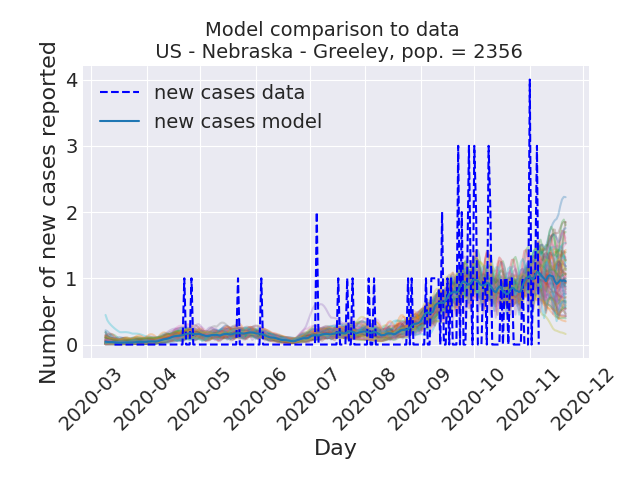 Model comparison to data
US - Nebraska - Greeley, pop. = 2356
Number of new cases reported
4
3
2
1
0
new cases data
new cases model
2020-03
2020-04
2020-05
2020-06
2020-07
2020-08
2020-09
2020-10
2020-11
2020-12
Day